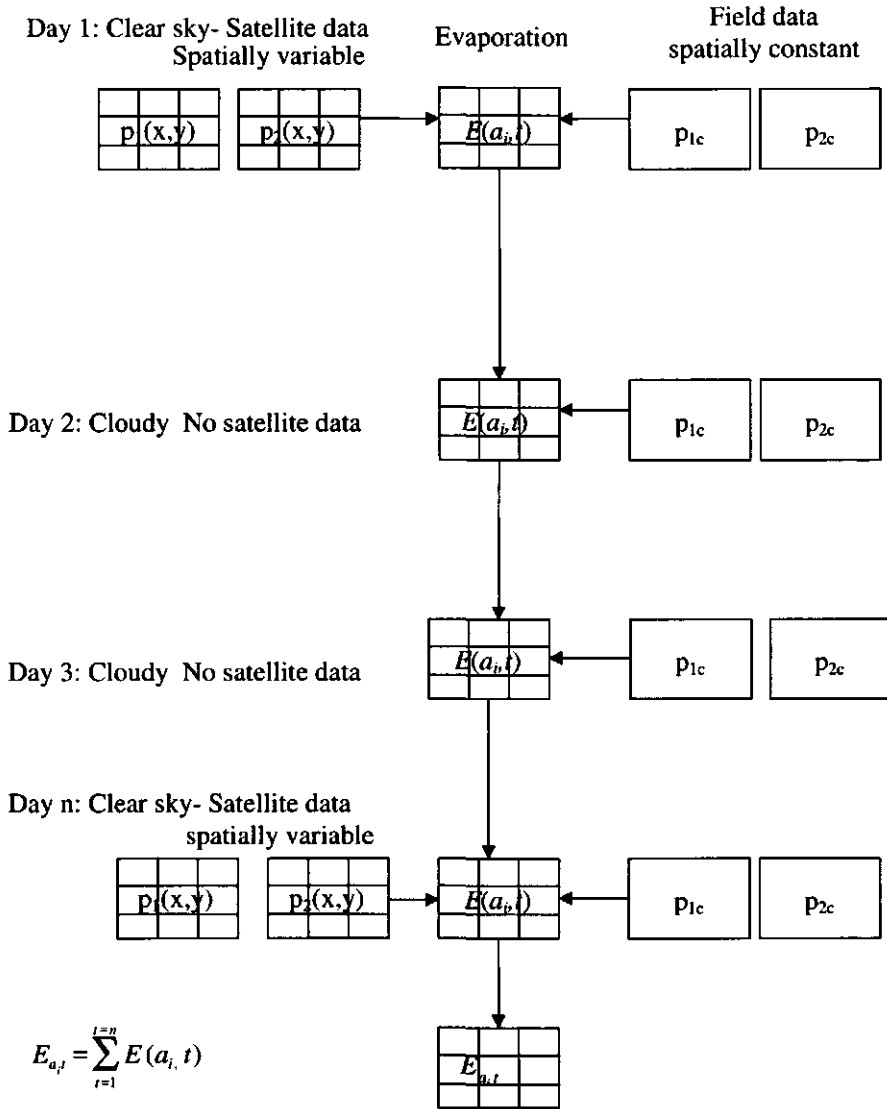 Day 1: Clear sky- Satellite data
Spatially variable
Evaporation
Field data
spatially constant
p1(x,y)
p2(x,y)
E(ai,t)
p1c
p2c
Day 2: Cloudy No satellite data
E(ai,t)
p1c
p2c
Day 3: Cloudy No satellite data
E(ai,t)
p1c
p2c
Day n: Clear sky- Satellite data
spatially variable
p1(x,y)
p2(x,y)
E(ai,t)
p1c
p2c
Eai,t = ∑ t=1 t=n E(ai, t)
Eai,t